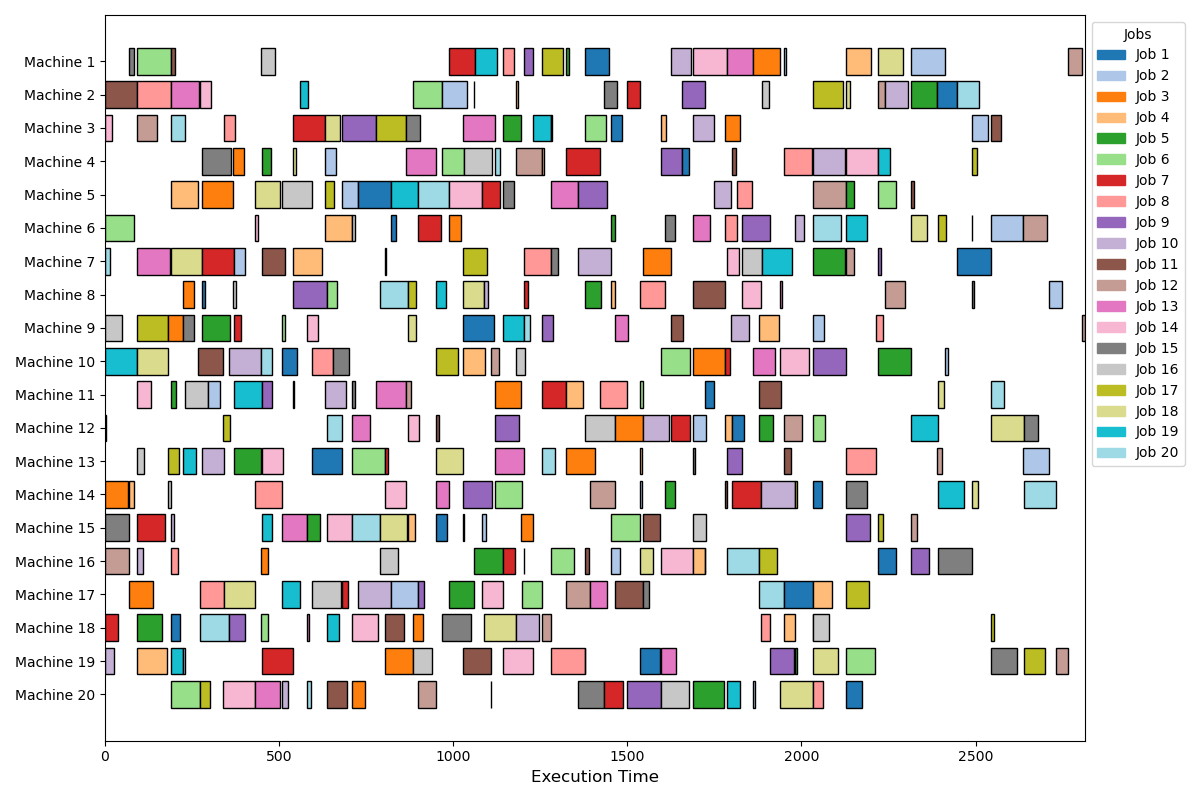 Machine 1
Machine 2
Machine 3
Machine 4
Machine 5
Machine 6
Machine 7
Machine 8
Machine 9
Machine 10
Machine 11
Machine 12
Machine 13
Machine 14
Machine 15
Machine 16
Machine 17
Machine 18
Machine 19
Machine 20
0 500 1000 1500 2000 2500
Execution Time
Jobs
Job 1
Job 2
Job 3
Job 4
Job 5
Job 6
Job 7
Job 8
Job 9
Job 10
Job 11
Job 12
Job 13
Job 14
Job 15
Job 16
Job 17
Job 18
Job 19
Job 20